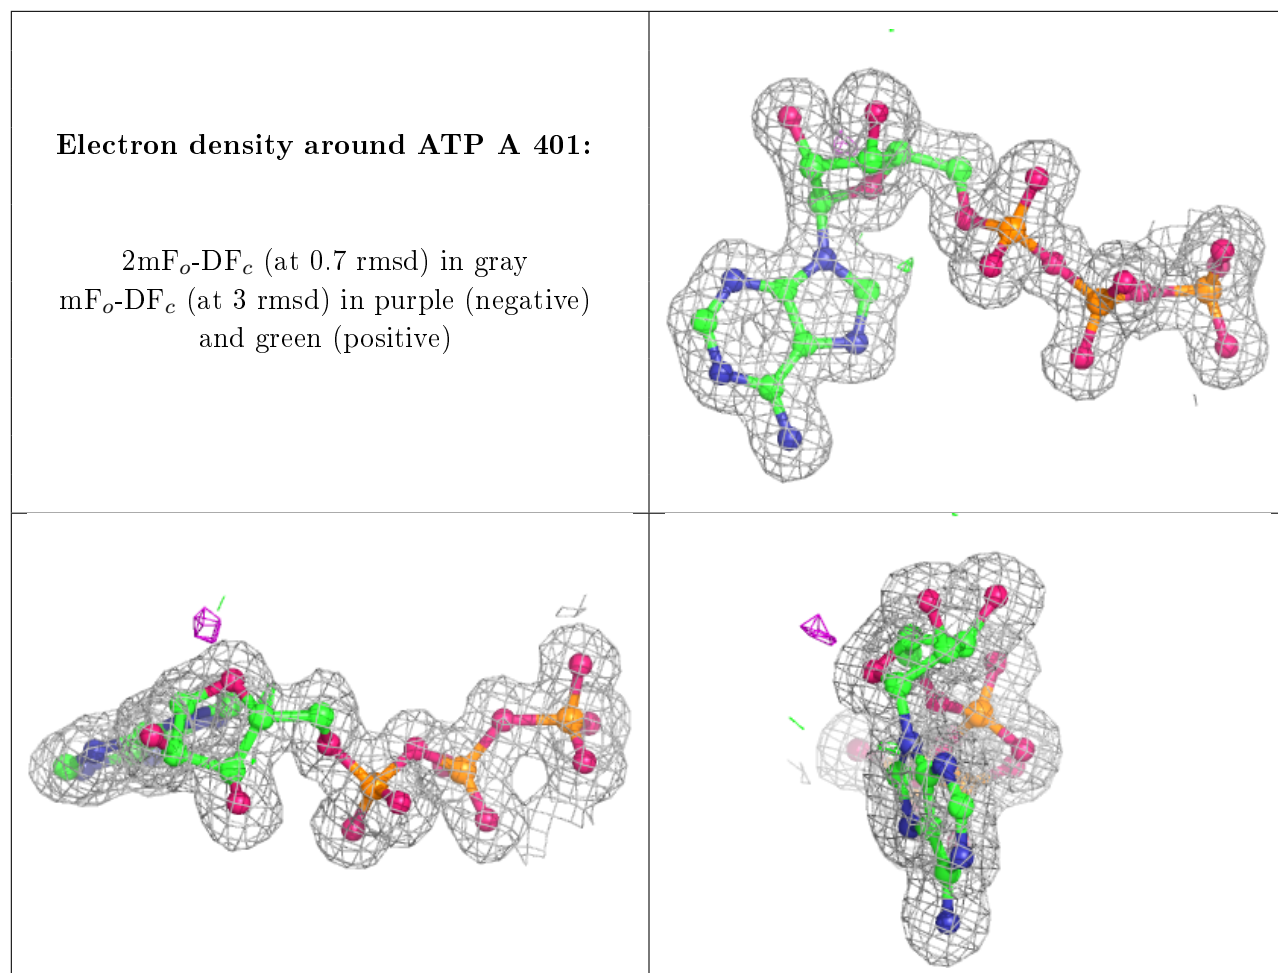 Electron density around ATP A 401:
2mFo-DFc (at 0.7 rmsd) in gray
mFo-DFc (at 3 rmsd) in purple (negative)
and green (positive)